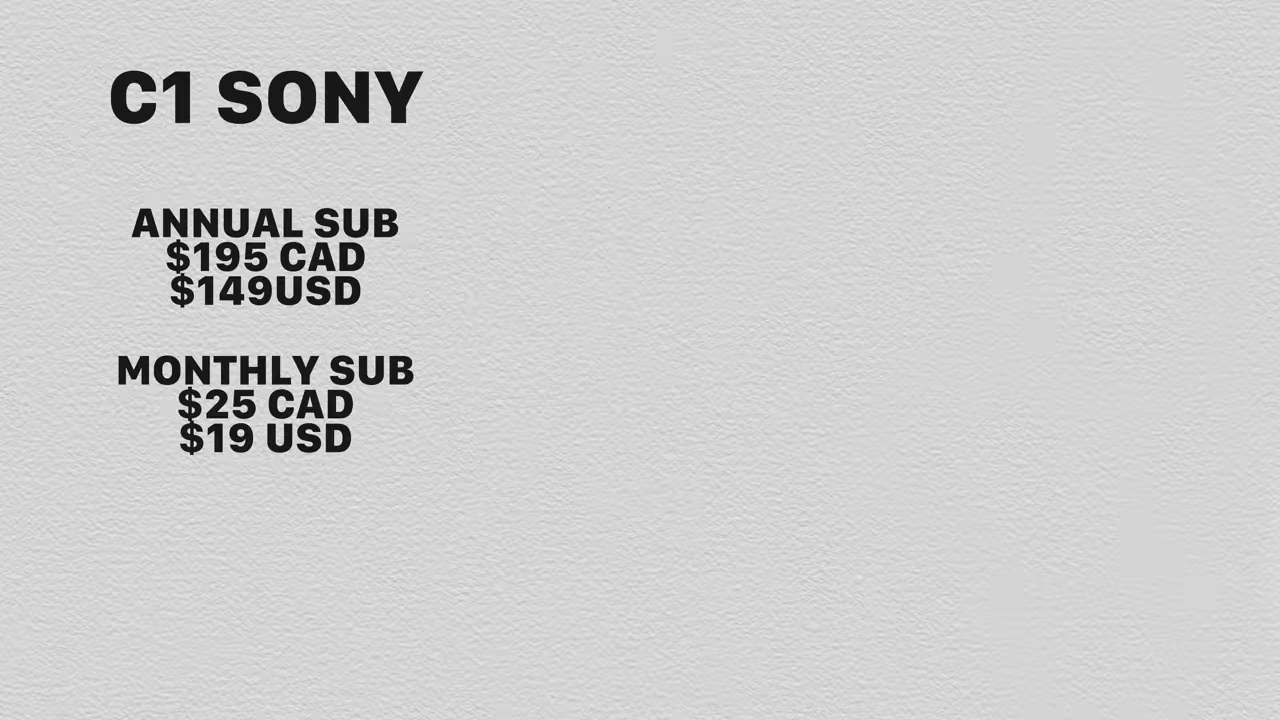 C1 SONY
ANNUAL SUB
$195 CAD
$149USD
MONTHLY SUB
$25 CAD
$19 USD